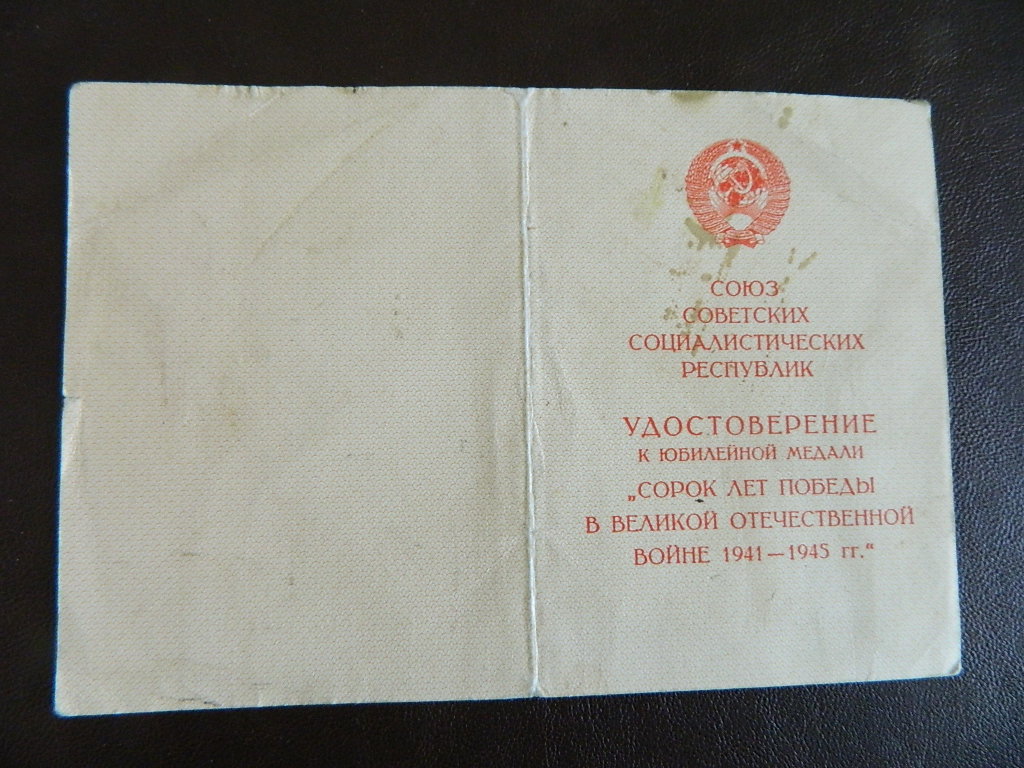 СОЮЗ
СОВЕТСКИХ
СОЦИАЛИСТИЧЕСКИХ
РЕСПУБЛИК
УДОСТОВЕРЕНИЕ
К ЮБИЛЕЙНОЙ МЕДАЛИ
„СОРОК ЛЕТ ПОБЕДЫ
В ВЕЛИКОЙ ОТЕЧЕСТВЕННОЙ
ВОЙНЕ 1941—1945 гг.“